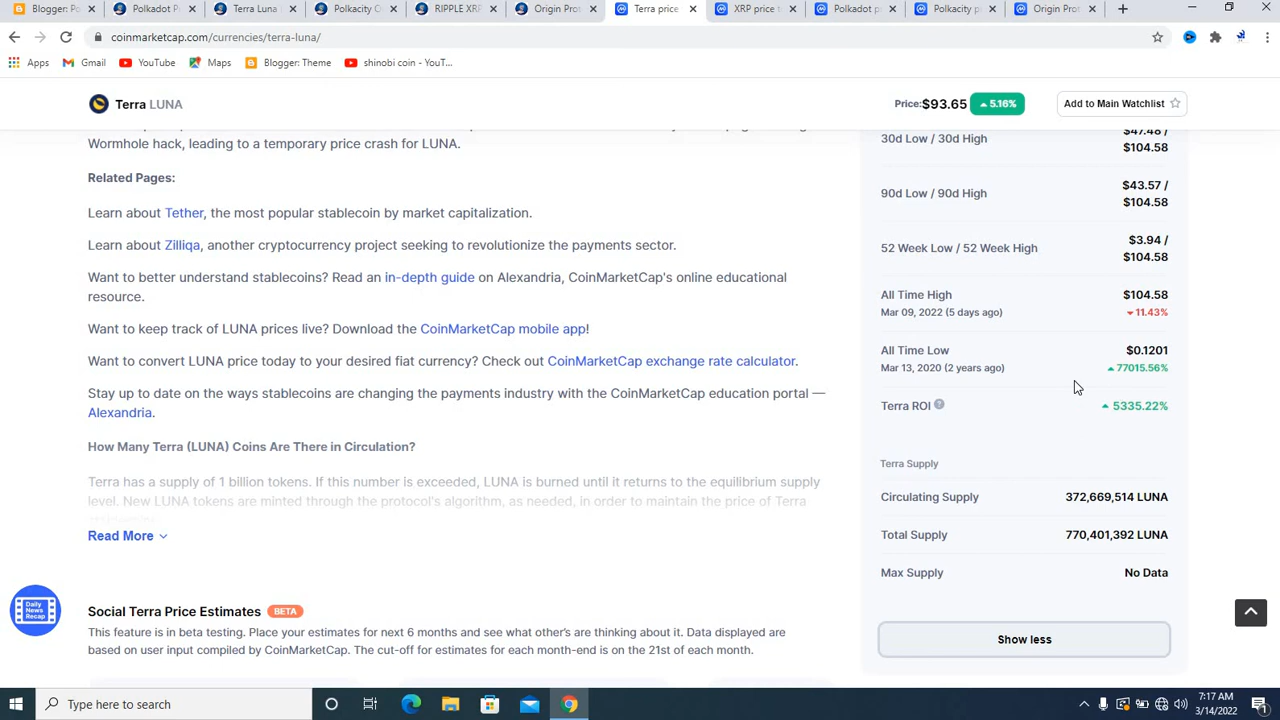 Blogger: Po
Polkadot P
Terra Luna
Polkacity C
RIPPLE XRP
Origin Prot
Terra price
XRP price t
Polkadot p
Polkacity p
Origin Prot
coinmarketcap.com/currencies/terra-luna/
Apps
Gmail
YouTube
Maps
Blogger: Theme
shinobi coin - YouT...
Terra LUNA
Price:$93.65
5.16%
Add to Main Watchlist
Wormhole hack, leading to a temporary price crash for LUNA.
Related Pages:
Learn about Tether, the most popular stablecoin by market capitalization.
Learn about Zilliqa, another cryptocurrency project seeking to revolutionize the payments sector.
Want to better understand stablecoins? Read an in-depth guide on Alexandria, CoinMarketCap's online educational
resource.
Want to keep track of LUNA prices live? Download the CoinMarketCap mobile app!
Want to convert LUNA price today to your desired fiat currency? Check out CoinMarketCap exchange rate calculator.
Stay up to date on the ways stablecoins are changing the payments industry with the CoinMarketCap education portal —
Alexandria.
How Many Terra (LUNA) Coins Are There in Circulation?
Terra has a supply of 1 billion tokens. If this number is exceeded, LUNA is burned until it returns to the equilibrium supply
level. New LUNA tokens are minted through the protocol's algorithm, as needed, in order to maintain the price of Terra
Read More
Social Terra Price Estimates BETA
This feature is in beta testing. Place your estimates for next 6 months and see what other's are thinking about it. Data displayed are
based on user input compiled by CoinMarketCap. The cut-off for estimates for each month-end is on the 21st of each month.
Daily
News
Recap
30d Low / 30d High
$47.48 /
$104.58
90d Low / 90d High
$43.57 /
$104.58
52 Week Low / 52 Week High
$3.94 /
$104.58
All Time High
$104.58
Mar 09, 2022 (5 days ago)
11.43%
All Time Low
$0.1201
Mar 13, 2020 (2 years ago)
77015.56%
Terra ROI
5335.22%
Terra Supply
Circulating Supply
372,669,514 LUNA
Total Supply
770,401,392 LUNA
Max Supply
No Data
Show less
Type here to search
7:17 AM
3/14/2022